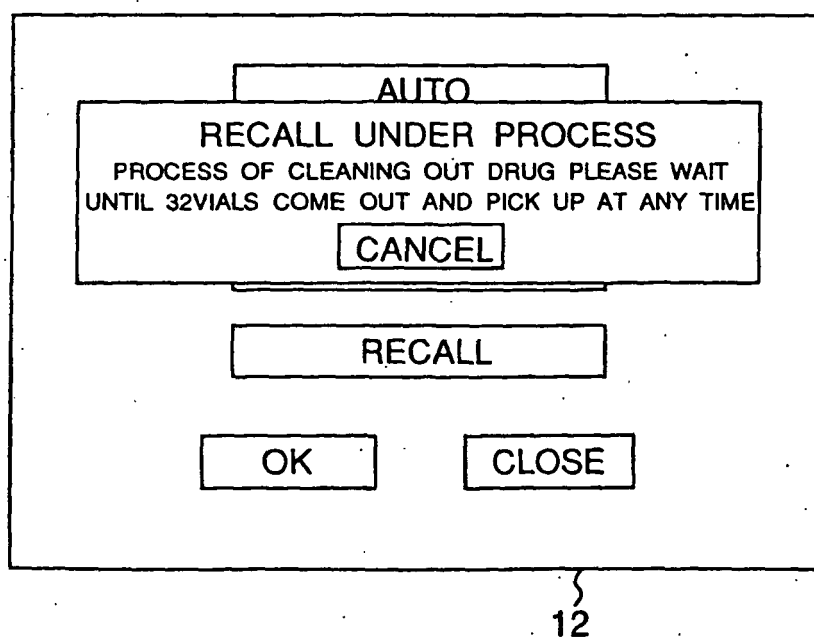 AUTO
RECALL UNDER PROCESS
PROCESS OF CLEANING OUT DRUG PLEASE WAIT
UNTIL 32VIALS COME OUT AND PICK UP AT ANY TIME
CANCEL
RECALL
OK CLOSE
12